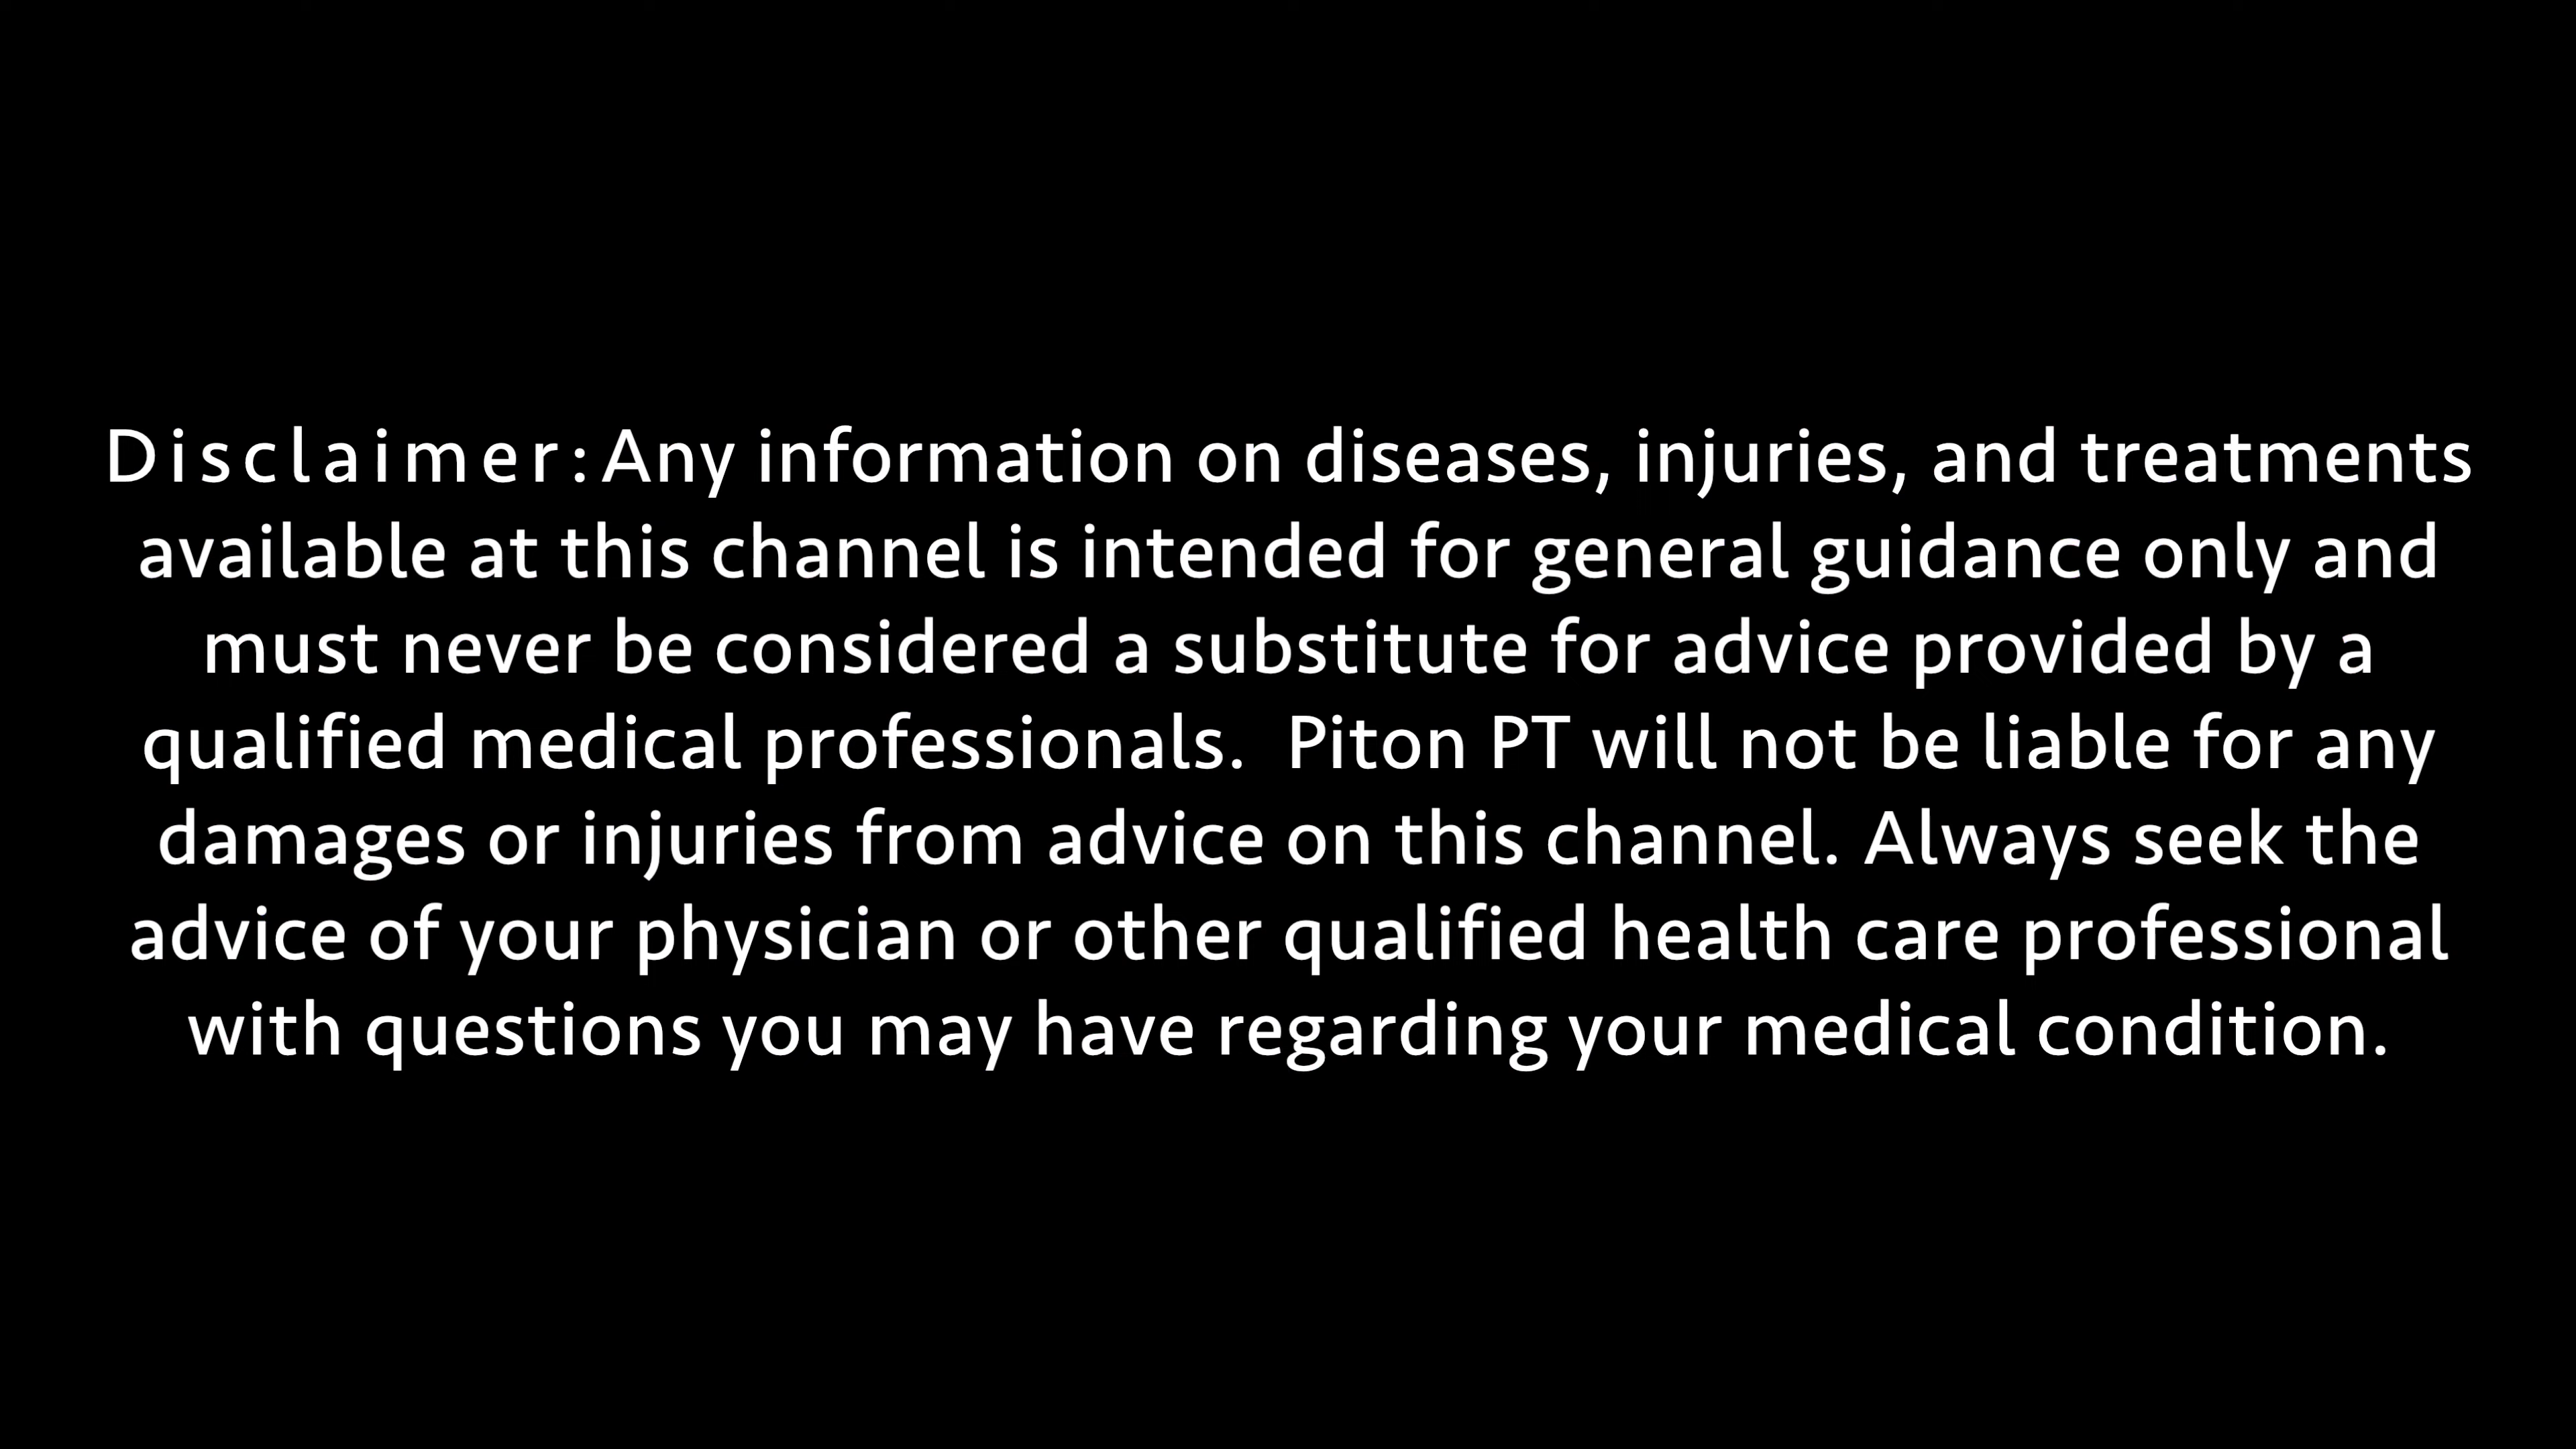 Disclaimer: Any information on diseases, injuries, and treatments
available at this channel is intended for general guidance only and
must never be considered a substitute for advice provided by a
qualified medical professionals.  Piton PT will not be liable for any
damages or injuries from advice on this channel. Always seek the
advice of your physician or other qualified health care professional
with questions you may have regarding your medical condition.